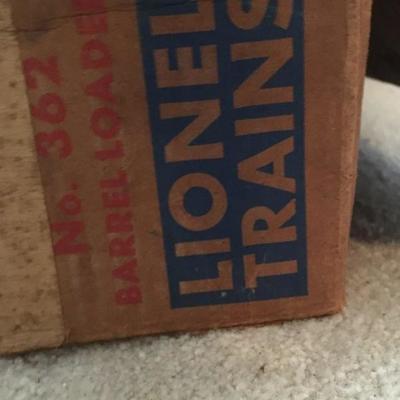 No. 362
BARREL LOADER
LIONEL
TRAINS